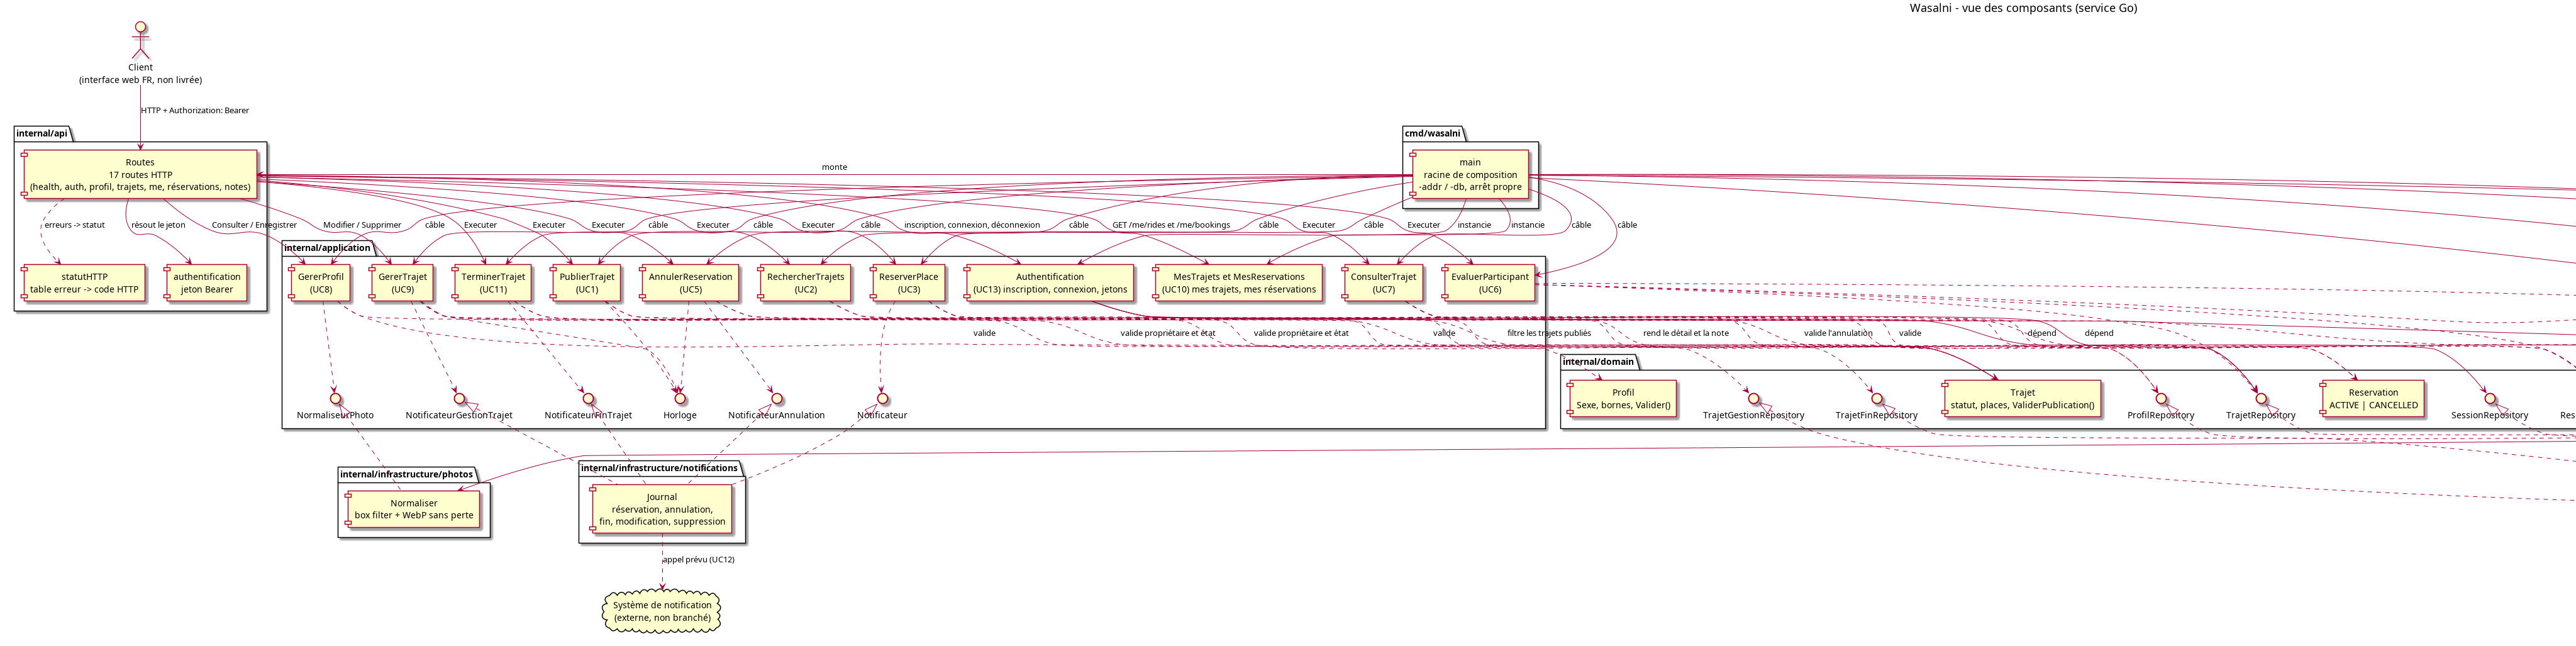 Wasalni - vue des composants (service Go)
Client
(interface web FR, non livrée)
HTTP + Authorization: Bearer
internal/api
cmd/wasalni
Routes
17 routes HTTP
(health, auth, profil, trajets, me, réservations, notes)
monte
main
racine de composition
-addr / -db, arrêt propre
erreurs -> statut
résout le jeton
Consulter / Enregistrer
Modifier / Supprimer
câble
Executer
Executer
câble
Executer
Executer
câble
Executer
câble
inscription, connexion, déconnexion
câble
GET /me/rides et /me/bookings
câble
Executer
câble
Executer
instancie
instancie
câble
câble
internal/application
statutHTTP
table erreur -> code HTTP
authentification
jeton Bearer
GererProfil
(UC8)
GererTrajet
(UC9)
TerminerTrajet
(UC11)
PublierTrajet
(UC1)
AnnulerReservation
(UC5)
RechercherTrajets
(UC2)
ReserverPlace
(UC3)
Authentification
(UC13) inscription, connexion, jetons
MesTrajets et MesReservations
(UC10) mes trajets, mes réservations
ConsulterTrajet
(UC7)
EvaluerParticipant
(UC6)
valide
valide propriétaire et état
valide propriétaire et état
valide
filtre les trajets publiés
rend le détail et la note
valide l'annulation
valide
dépend
dépend
internal/domain
NormaliseurPhoto
NotificateurGestionTrajet
NotificateurFinTrajet
Horloge
NotificateurAnnulation
Notificateur
Profil
Sexe, bornes, Valider()
TrajetGestionRepository
TrajetFinRepository
Trajet
statut, places, ValiderPublication()
ProfilRepository
TrajetRepository
Reservation
ACTIVE | CANCELLED
SessionRepository
Res
internal/infrastructure/photos
internal/infrastructure/notifications
Normaliser
box filter + WebP sans perte
Journal
réservation, annulation,
fin, modification, suppression
appel prévu (UC12)
Système de notification
(externe, non branché)